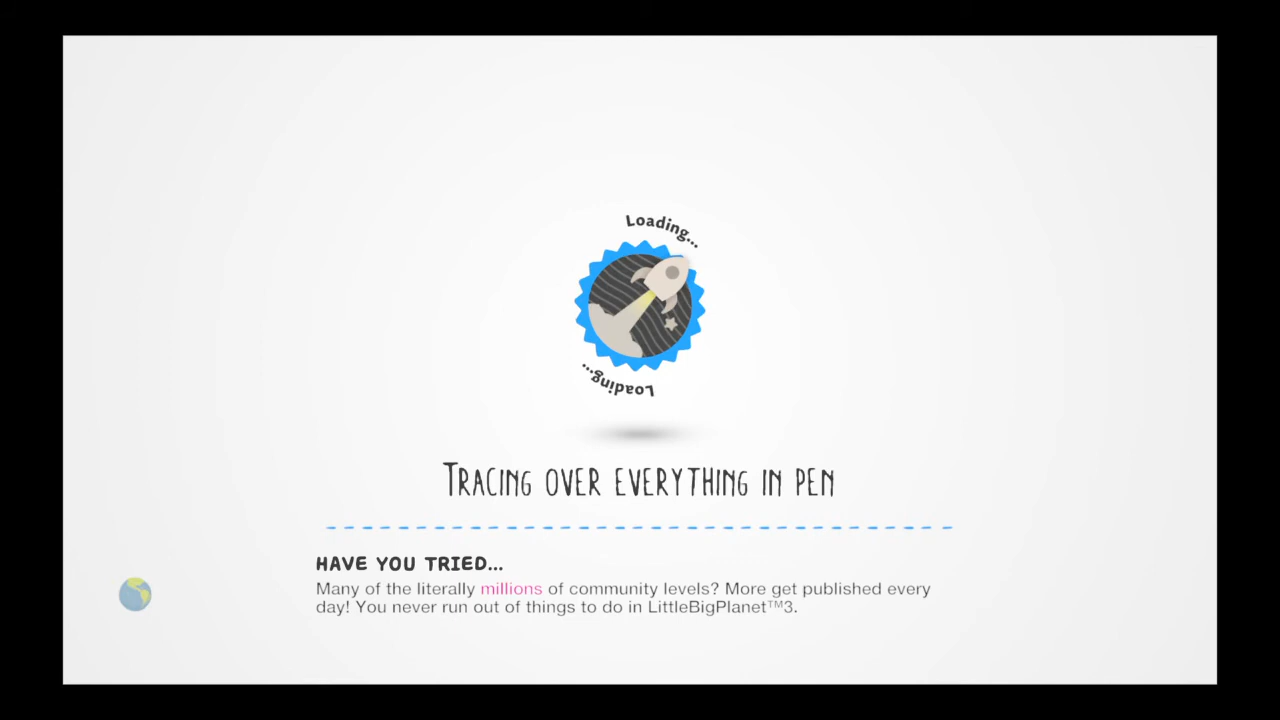 Loading...
Loading...
Tracing over everything in pen
Have you tried...
Many of the literally millions of community levels? More get published every
day! You never run out of things to do in LittleBigPlanet™3.